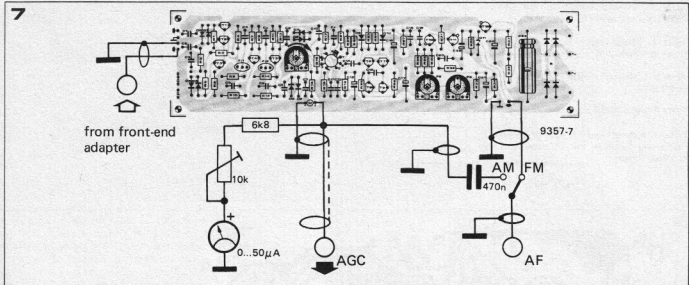 7
from front-end
adapter
6k8
9357-7
10k
AM FM
470n
+
0...50µA
AGC
AF